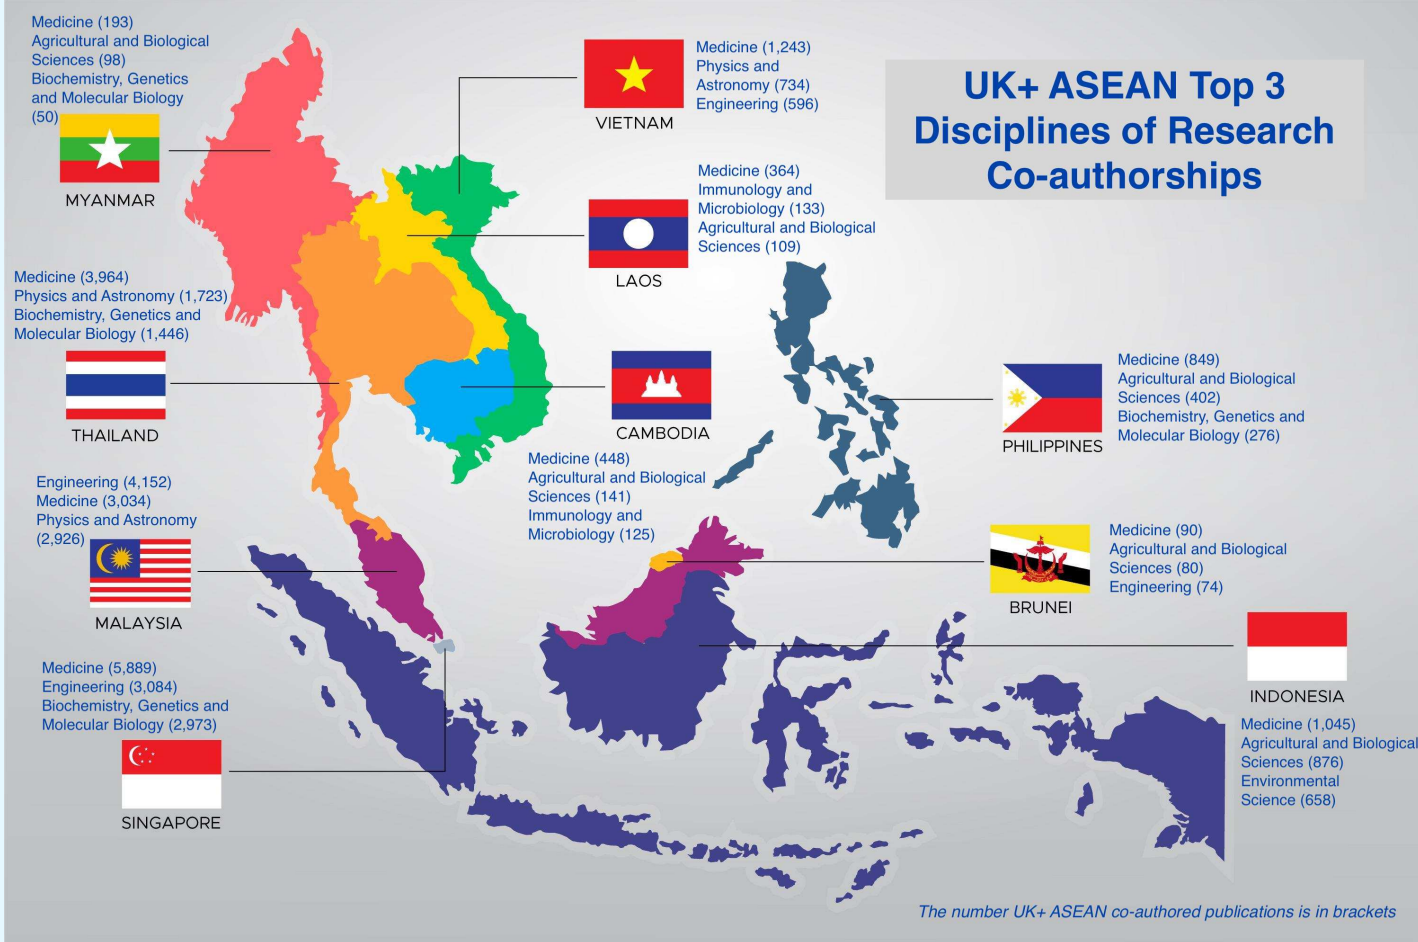 Medicine (193)
Agricultural and Biological
Sciences (98)
Biochemistry, Genetics
and Molecular Biology
(50)
MYANMAR
Medicine (1,243)
Physics and
Astronomy (734)
Engineering (596)
VIETNAM
UK+ ASEAN Top 3
Disciplines of Research
Co-authorships
Medicine (364)
Immunology and
Microbiology (133)
Agricultural and Biological
Sciences (109)
LAOS
Medicine (3,964)
Physics and Astronomy (1,723)
Biochemistry, Genetics and
Molecular Biology (1,446)
THAILAND
CAMBODIA
Medicine (448)
Agricultural and Biological
Sciences (141)
Immunology and
Microbiology (125)
Medicine (849)
Agricultural and Biological
Sciences (402)
Biochemistry, Genetics and
Molecular Biology (276)
PHILIPPINES
Engineering (4,152)
Medicine (3,034)
Physics and Astronomy
(2,926)
MALAYSIA
Medicine (90)
Agricultural and Biological
Sciences (80)
Engineering (74)
BRUNEI
Medicine (5,889)
Engineering (3,084)
Biochemistry, Genetics and
Molecular Biology (2,973)
SINGAPORE
INDONESIA
Medicine (1,045)
Agricultural and Biological
Sciences (876)
Environmental
Science (658)
The number UK+ ASEAN co-authored publications is in brackets